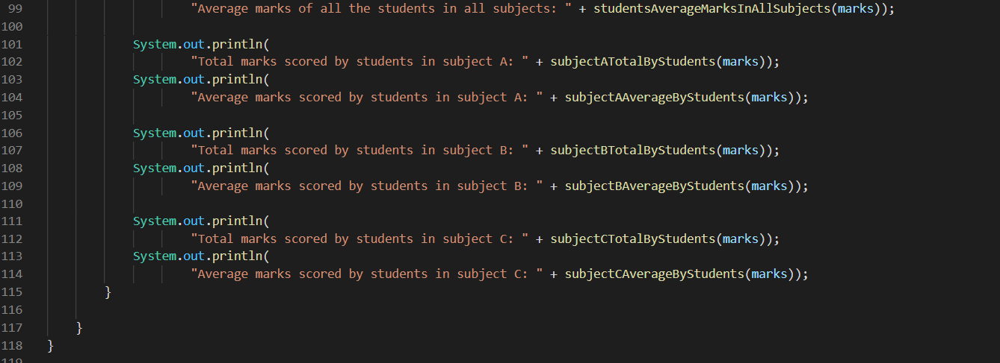 99 "Average marks of all the students in all subjects: " + studentsAverageMarksInAllSubjects(marks));
100
101 System.out.println(
102 "Total marks scored by students in subject A: " + subjectATotalByStudents(marks));
103 System.out.println(
104 "Average marks scored by students in subject A: " + subjectAAverageByStudents(marks));
105
106 System.out.println(
107 "Total marks scored by students in subject B: " + subjectBTotalByStudents(marks));
108 System.out.println(
109 "Average marks scored by students in subject B: " + subjectBAverageByStudents(marks));
110
111 System.out.println(
112 "Total marks scored by students in subject C: " + subjectCTotalByStudents(marks));
113 System.out.println(
114 "Average marks scored by students in subject C: " + subjectCAverageByStudents(marks));
115 }
116
117 }
118 }
119